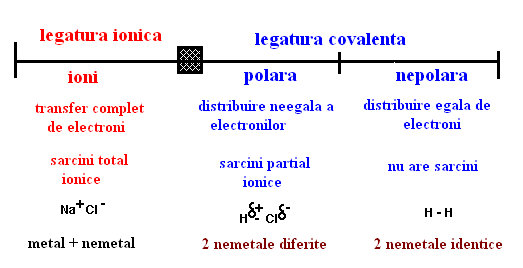 legatura ionica legatura covalenta
ioni polara nepolara
transfer complet distribuire neegala a distribuire egala de
de electroni electronilor electroni
sarcini total sarcini partial nu are sarcini
ionice ionice
Na+Cl- Hδ+- Clδ- H - H
metal + nemetal 2 nemetale diferite 2 nemetale identice